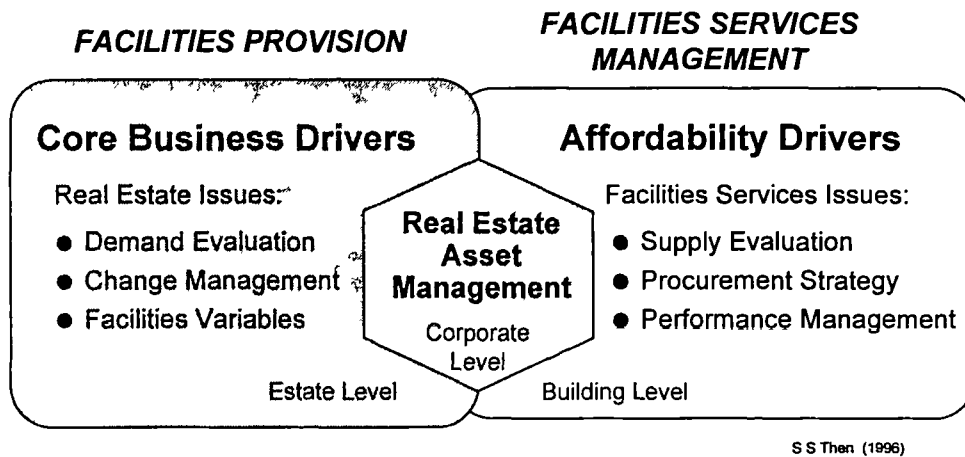 FACILITIES PROVISION
FACILITIES SERVICES
MANAGEMENT
Core Business Drivers
Real Estate Issues:
● Demand Evaluation
● Change Management
● Facilities Variables
Estate Level
Real Estate
Asset
Management
Corporate
Level
Affordability Drivers
Facilities Services Issues:
● Supply Evaluation
● Procurement Strategy
● Performance Management
Building Level
S S Then (1996)